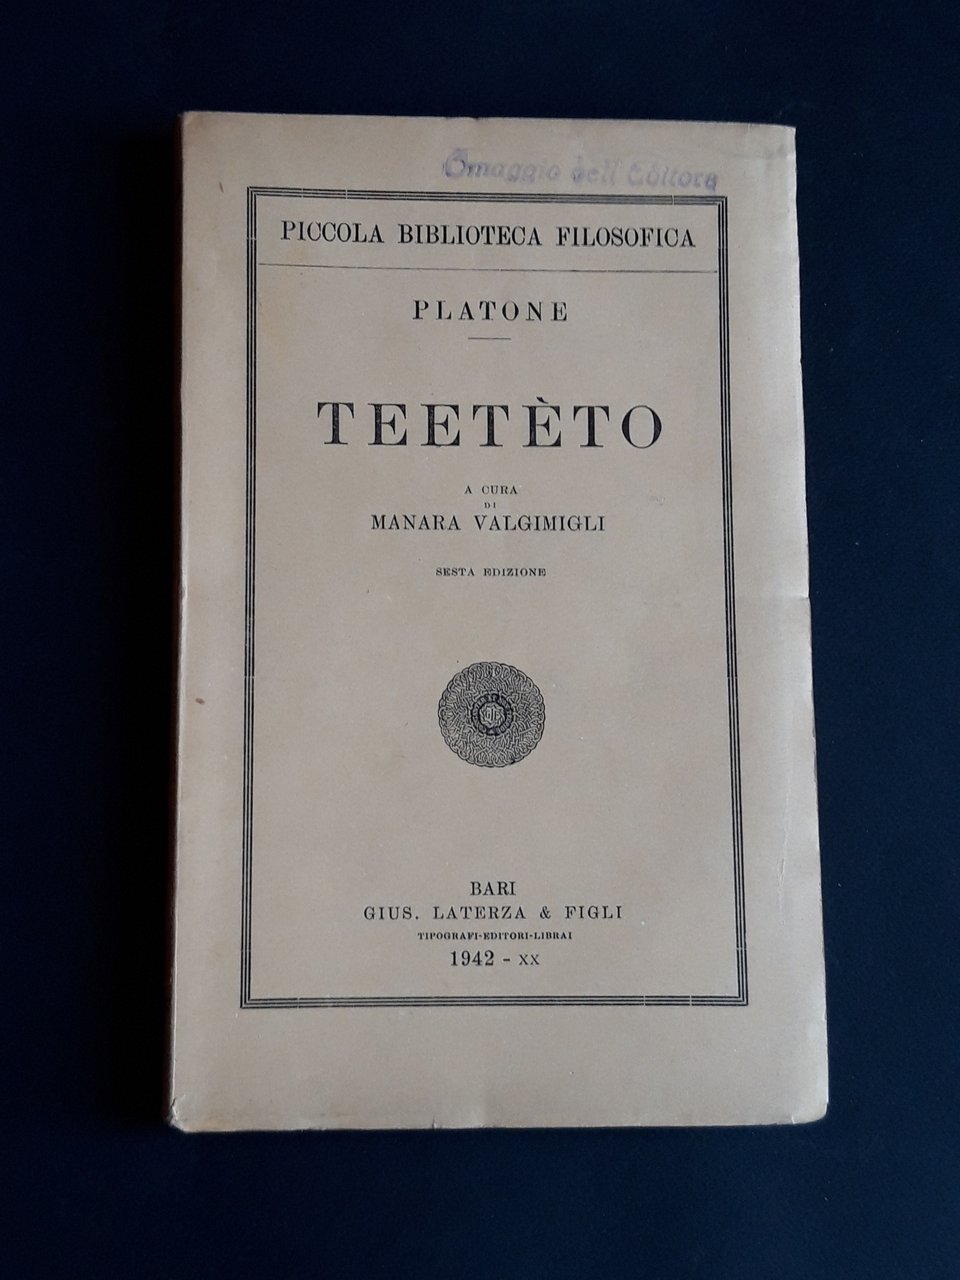 Omaggio dell'Editore
PICCOLA BIBLIOTECA FILOSOFICA
PLATONE
TEETÈTO
A CURA
DI
MANARA VALGIMIGLI
SESTA EDIZIONE
BARI
GIUS. LATERZA & FIGLI
TIPOGRAFI-EDITORI-LIBRAI
1942 - XX